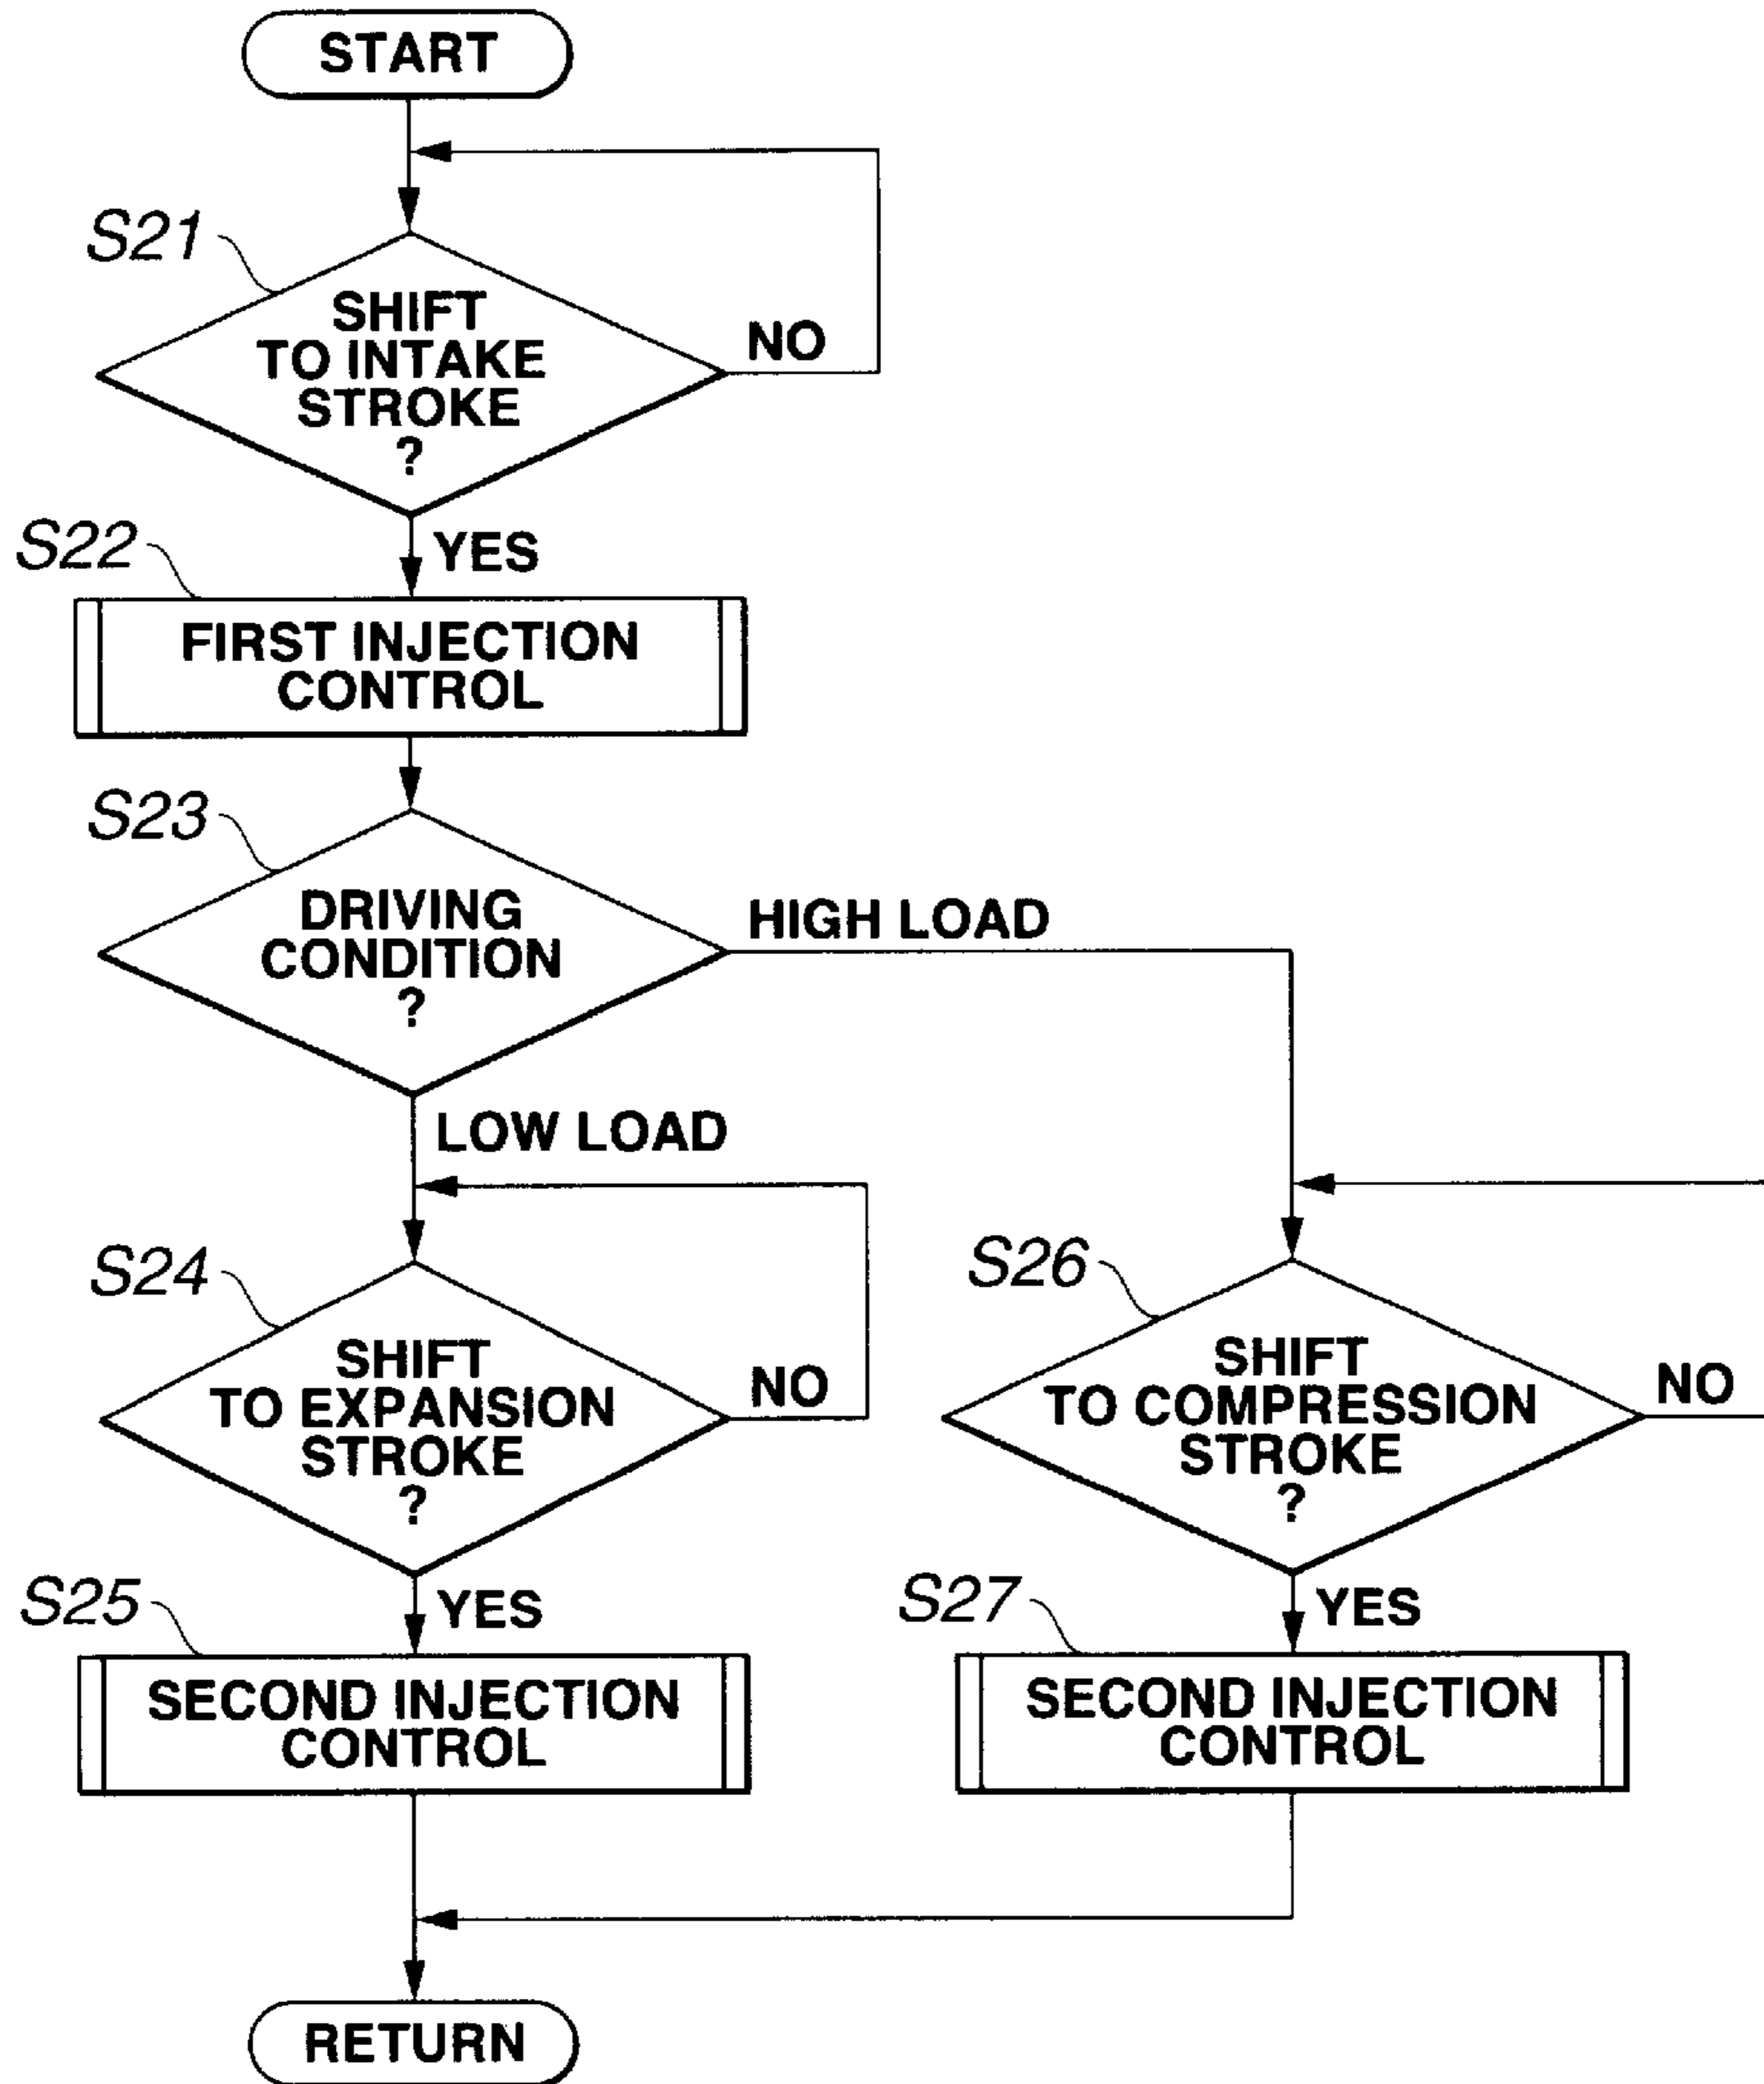 START
S21
SHIFT
TO INTAKE
STROKE
?
NO
YES
S22
FIRST INJECTION
CONTROL
S23
DRIVING
CONDITION
?
HIGH LOAD
LOW LOAD
S24
SHIFT
TO EXPANSION
STROKE
?
NO
YES
S26
SHIFT
TO COMPRESSION
STROKE
?
NO
YES
S25
SECOND INJECTION
CONTROL
S27
SECOND INJECTION
CONTROL
RETURN